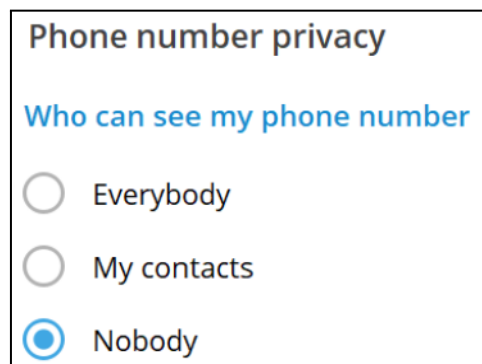 Phone number privacy
Who can see my phone number
Everybody
My contacts
Nobody